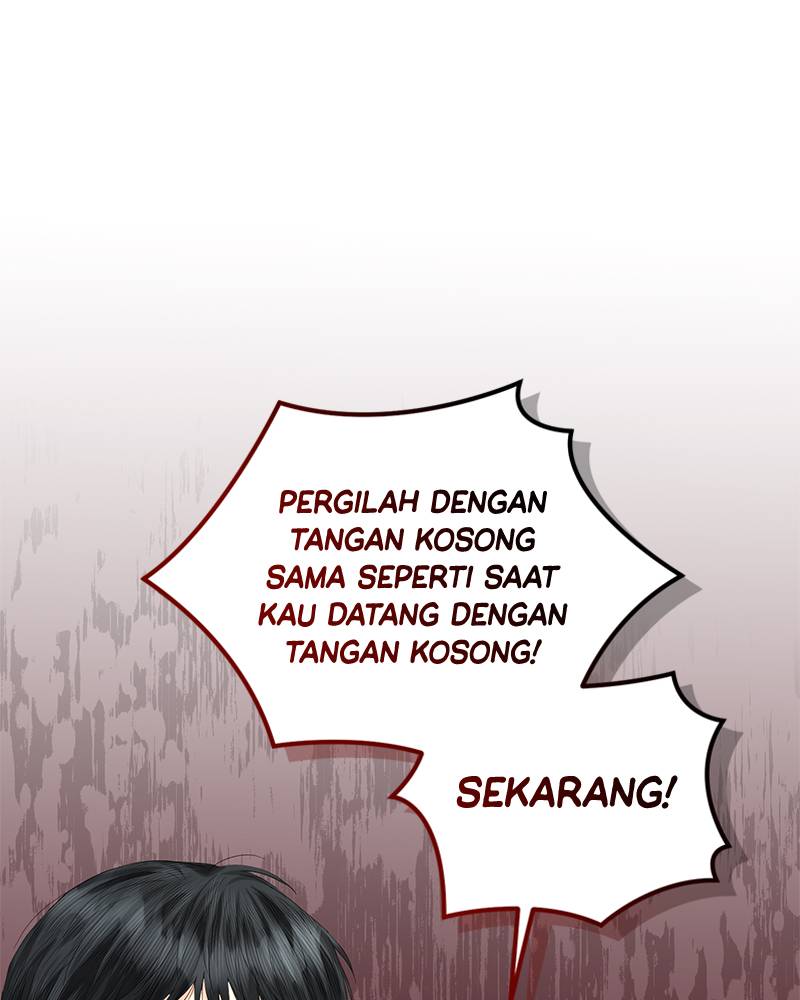 PERGILAH DENGAN
TANGAN KOSONG
SAMA SEPERTI SAAT
KAU DATANG DENGAN
TANGAN KOSONG!
SEKARANG!